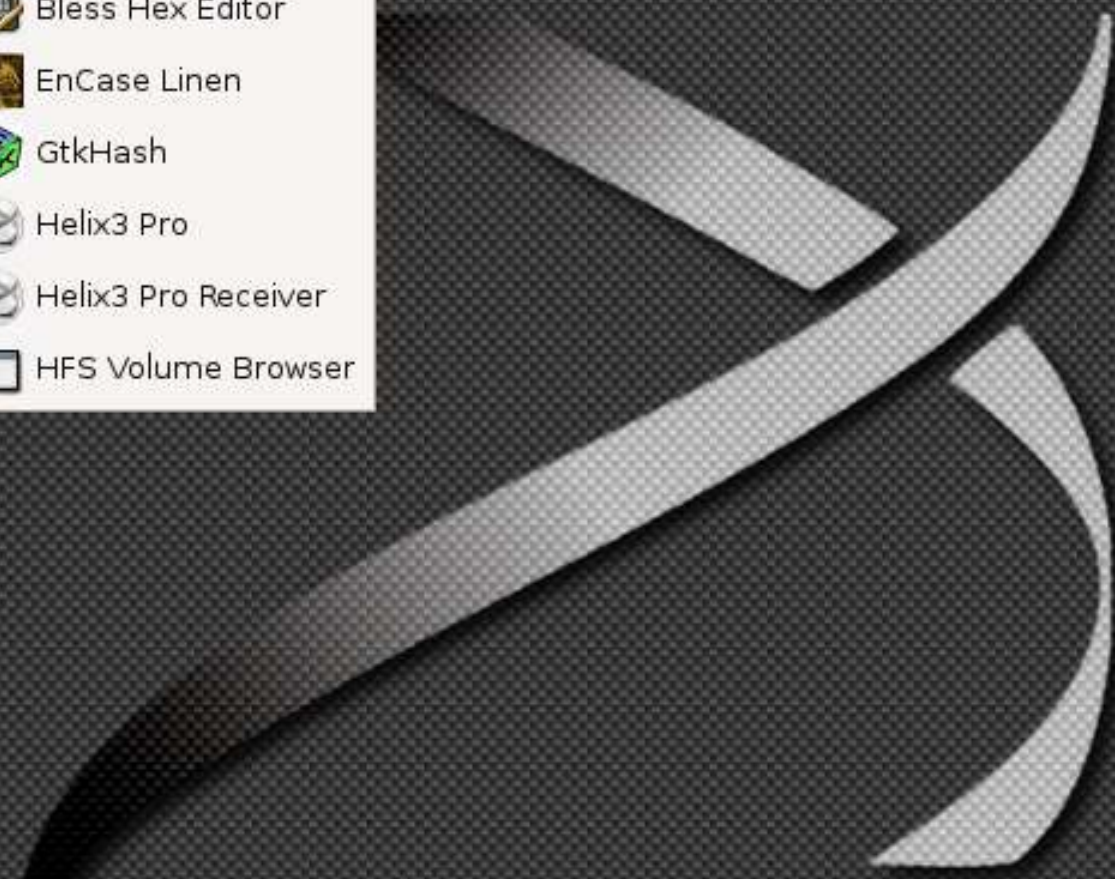 Bless Hex Editor
EnCase Linen
GtkHash
Helix3 Pro
Helix3 Pro Receiver
HFS Volume Browser